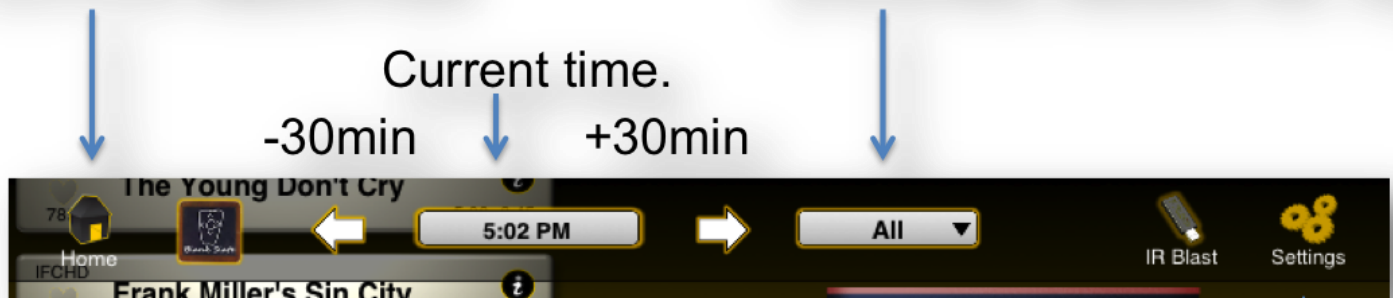 Current time.
-30min +30min
The Young Don't Cry
78
Home
5:02 PM
All
IR Blast
Settings
IFCHD
Frank Miller's Sin City